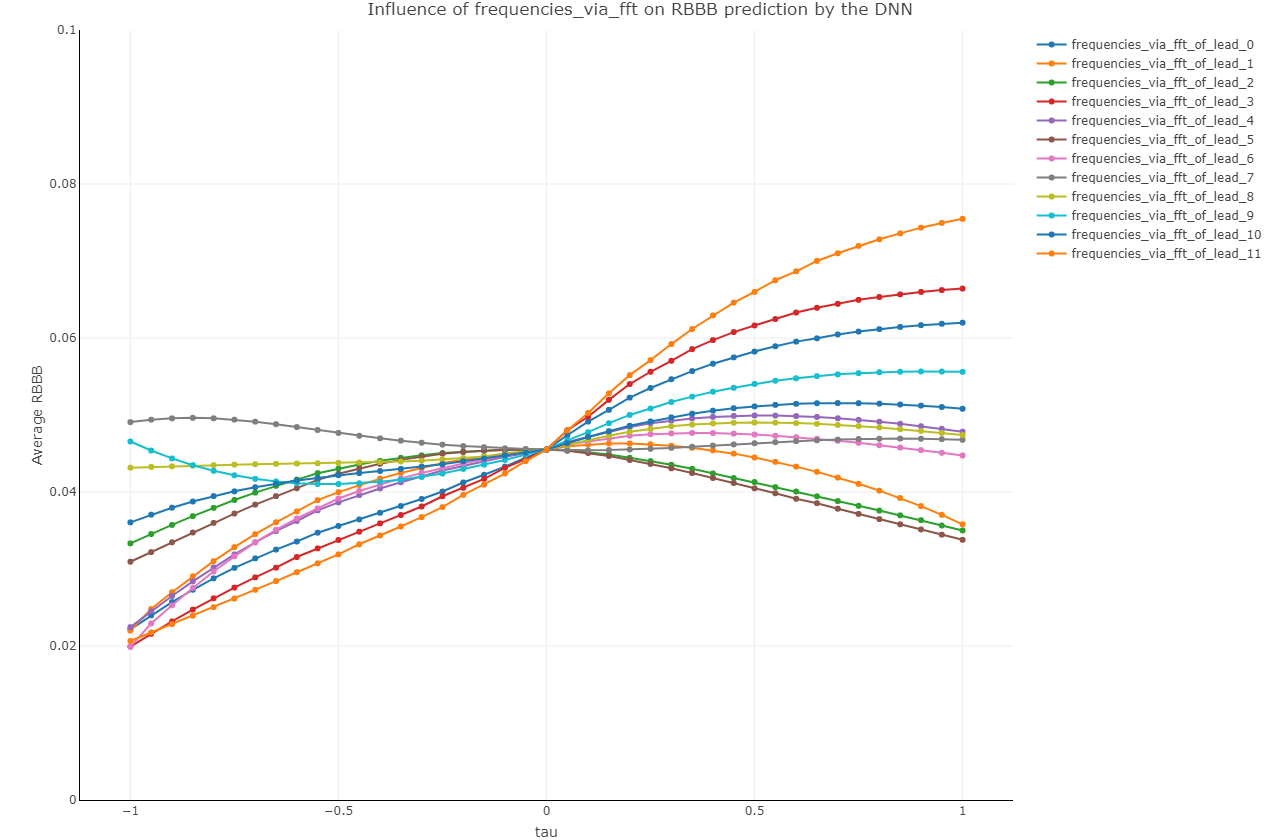 Influence of frequencies_via_fft on RBBB prediction by the DNN
0.1
0.08
0.06
0.04
0.02
0
Average RBBB
−1
−0.5
0
0.5
1
tau
frequencies_via_fft_of_lead_0
frequencies_via_fft_of_lead_1
frequencies_via_fft_of_lead_2
frequencies_via_fft_of_lead_3
frequencies_via_fft_of_lead_4
frequencies_via_fft_of_lead_5
frequencies_via_fft_of_lead_6
frequencies_via_fft_of_lead_7
frequencies_via_fft_of_lead_8
frequencies_via_fft_of_lead_9
frequencies_via_fft_of_lead_10
frequencies_via_fft_of_lead_11